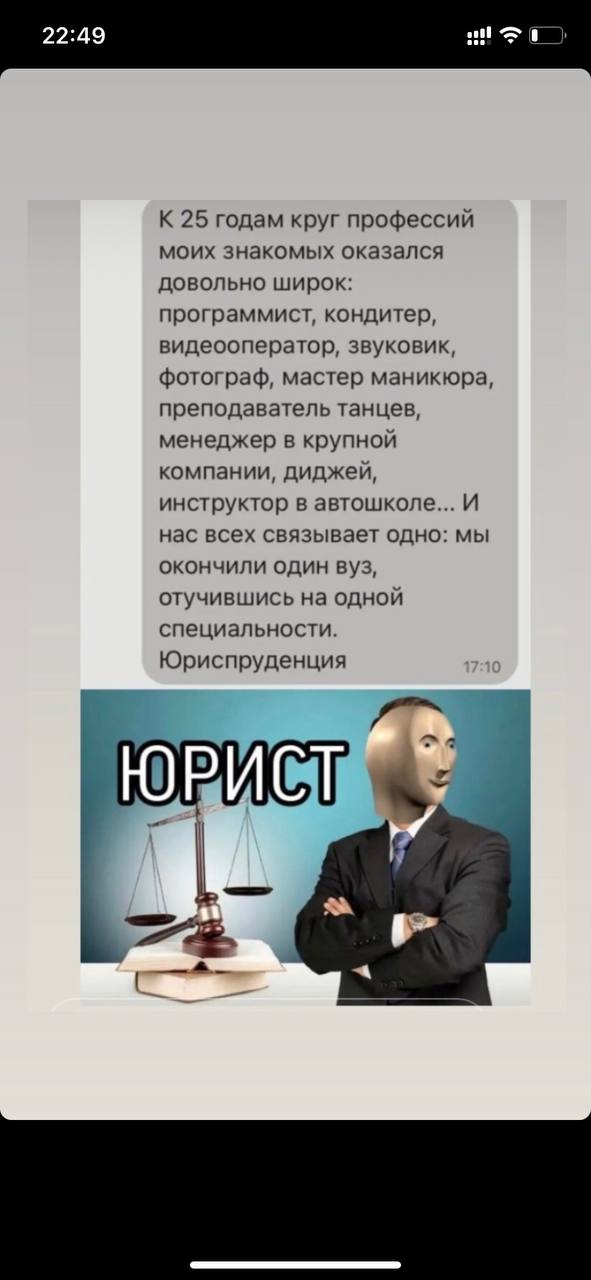 22:49
К 25 годам круг профессий
моих знакомых оказался
довольно широк:
программист, кондитер,
видеооператор, звуковик,
фотограф, мастер маникюра,
преподаватель танцев,
менеджер в крупной
компании, диджей,
инструктор в автошколе... И
нас всех связывает одно: мы
окончили один вуз,
отучившись на одной
специальности.
Юриспруденция
17:10
ЮРИСТ